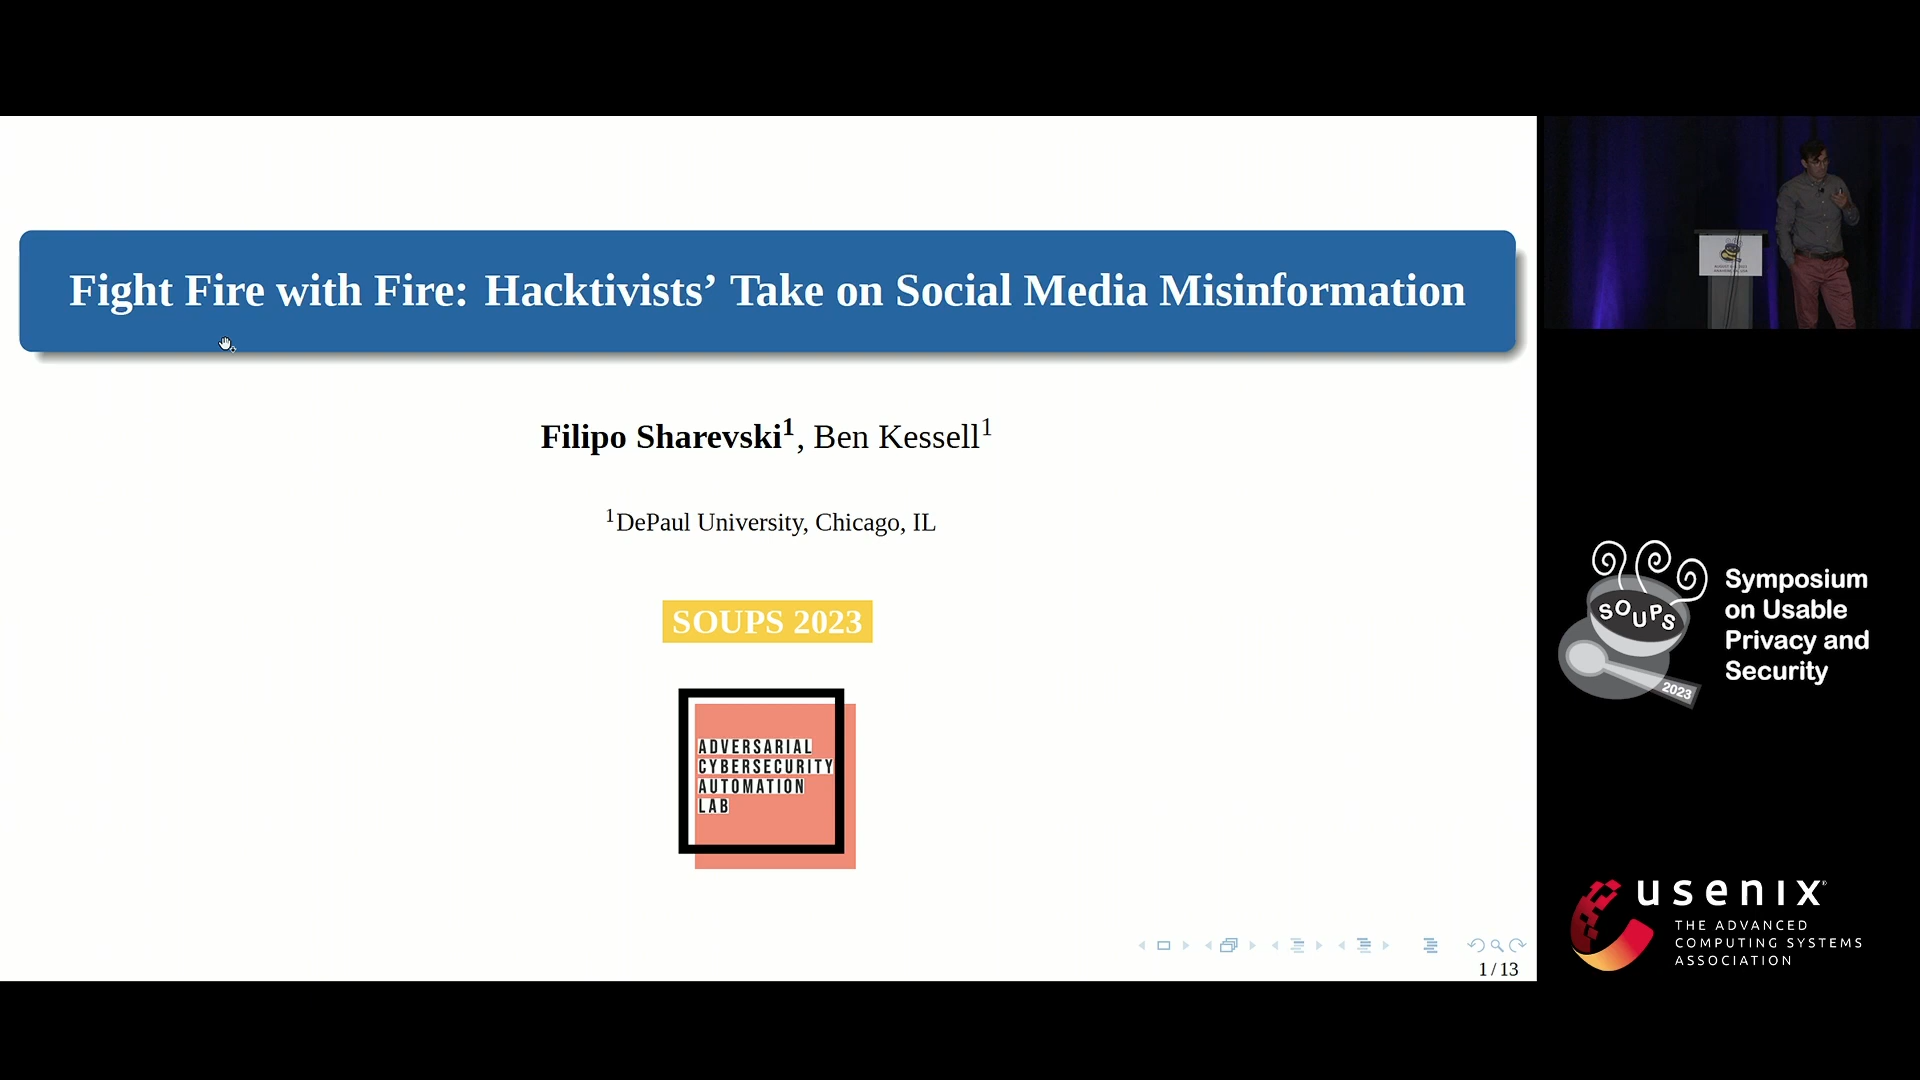 Fight Fire with Fire: Hacktivists’ Take on Social Media Misinformation
Filipo Sharevski¹, Ben Kessell¹
¹DePaul University, Chicago, IL
SOUPS 2023
ADVERSARIAL
CYBERSECURITY
AUTOMATION
LAB
1 / 13
SOUPS
2023
Symposium
on Usable
Privacy and
Security
usenix®
THE ADVANCED
COMPUTING SYSTEMS
ASSOCIATION